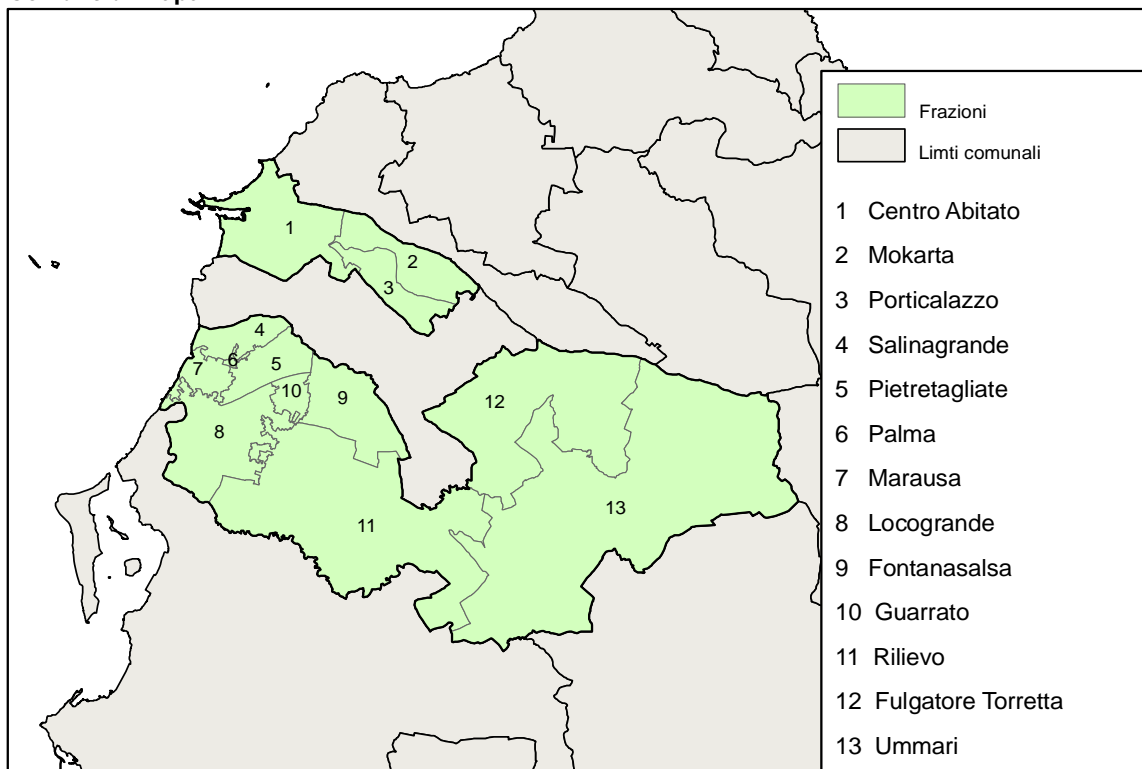 1
2
3
4
6
5
7
10
9
12
8
13
11
Frazioni
Limti comunali
1 Centro Abitato
2 Mokarta
3 Porticalazzo
4 Salinagrande
5 Pietretagliate
6 Palma
7 Marausa
8 Locogrande
9 Fontanasalsa
10 Guarrato
11 Rilievo
12 Fulgatore Torretta
13 Ummari